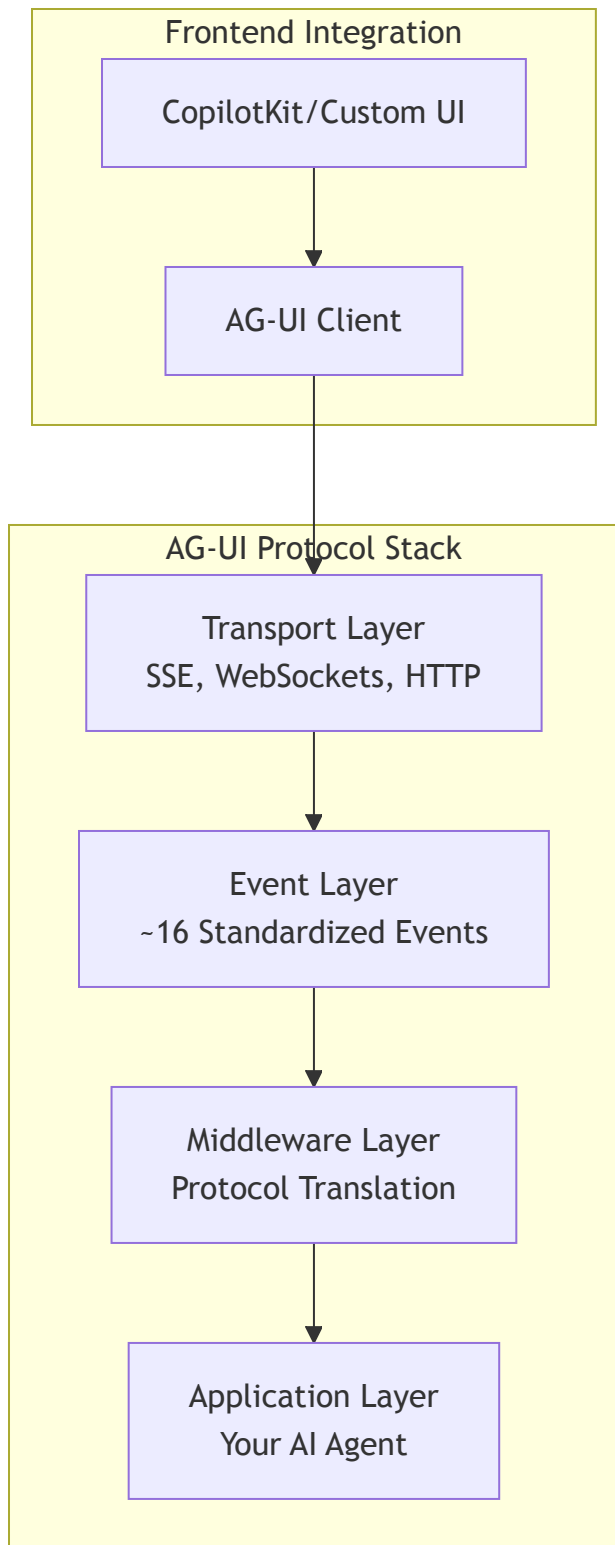 Frontend Integration
CopilotKit/Custom UI
AG-UI Client
AG-UI Protocol Stack
Transport Layer
SSE, WebSockets, HTTP
Event Layer
~16 Standardized Events
Middleware Layer
Protocol Translation
Application Layer
Your AI Agent